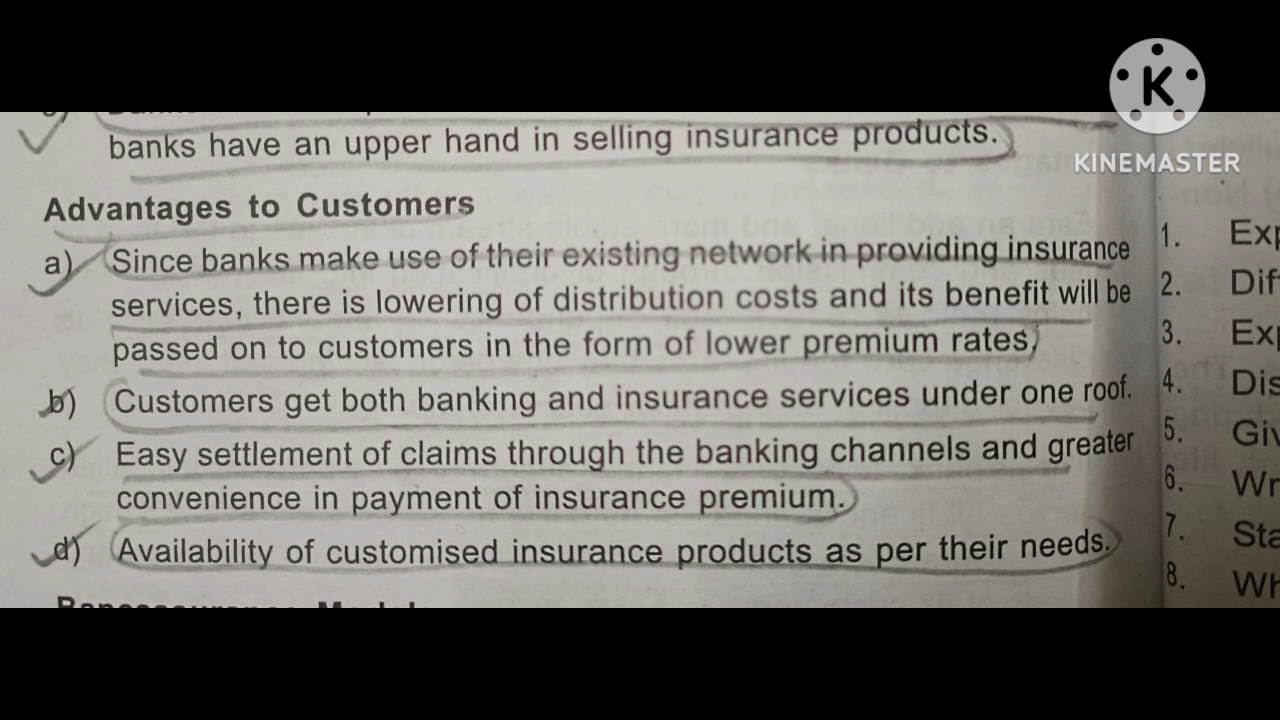 banks have an upper hand in selling insurance products.
Advantages to Customers
a) Since banks make use of their existing network in providing insurance
services, there is lowering of distribution costs and its benefit will be
passed on to customers in the form of lower premium rates.
b) Customers get both banking and insurance services under one roof.
c) Easy settlement of claims through the banking channels and greater
convenience in payment of insurance premium.
d) Availability of customised insurance products as per their needs.
K
KINEMASTER
1.
2.
3.
4.
5.
6.
7.
8.